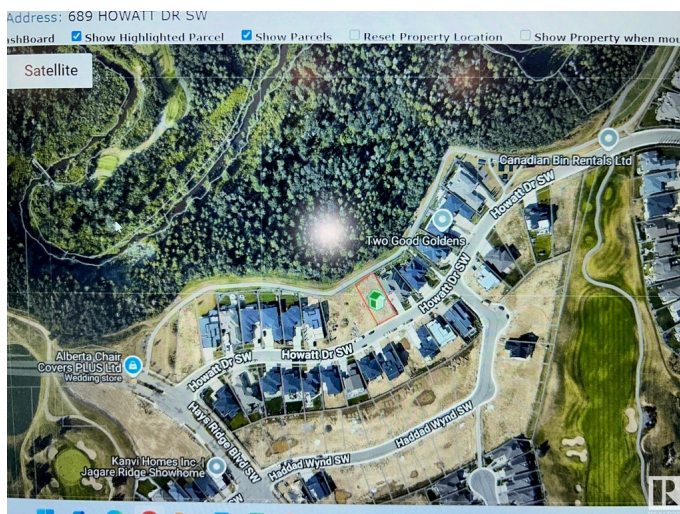 Address: 689 HOWATT DR SW
ashBoard Show Highlighted Parcel Show Parcels Reset Property Location Show Property when mou
Satellite
Canadian Bin Rentals Ltd
Howatt Dr SW
Two Good Goldens
Howatt Dr SW
Howatt Dr SW
Howatt Dr SW
Alberta Chair
Covers PLUS Ltd
Wedding store
Hays Ridge Blvd SW
Haddad Wynd SW
Haddad Wynd SW
Kanvi Homes Inc. |
Jagare Ridge Showhome
SW
R